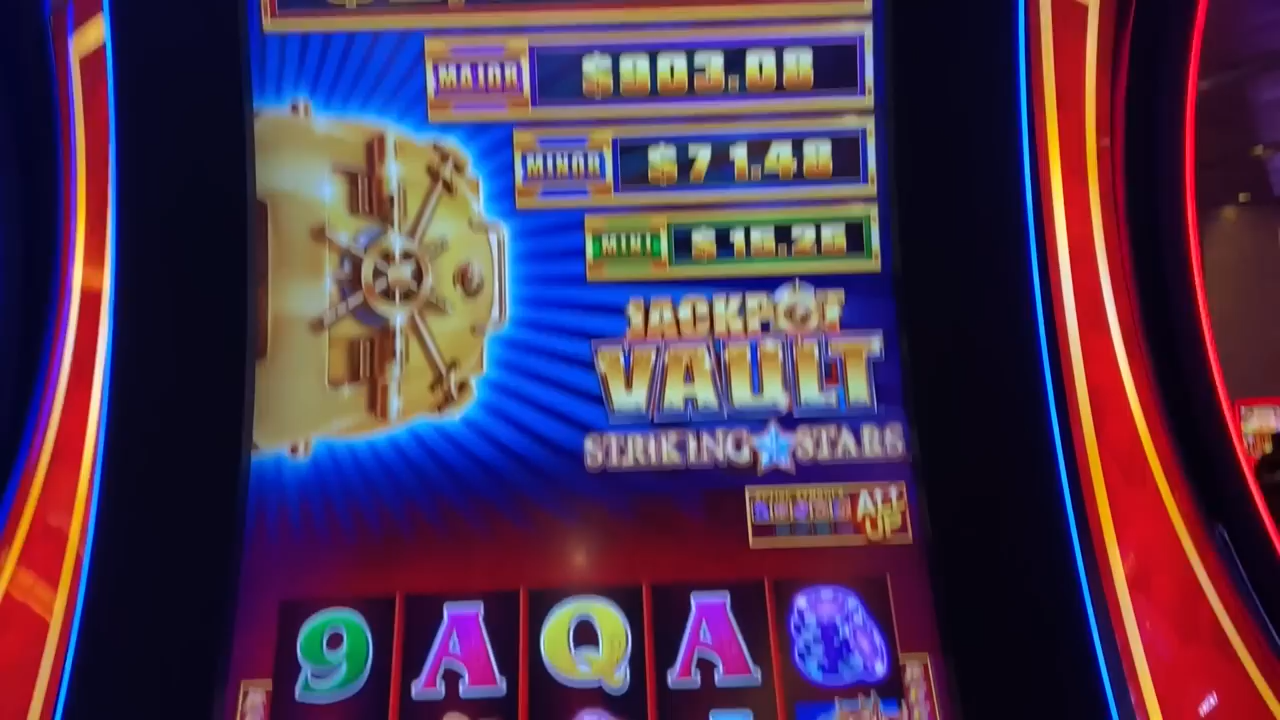 MAJOR $903.08
MINOR $71.48
MINI $15.25
JACKPOT
VAULT
STRIKING STARS
ALL
UP
9 A Q A